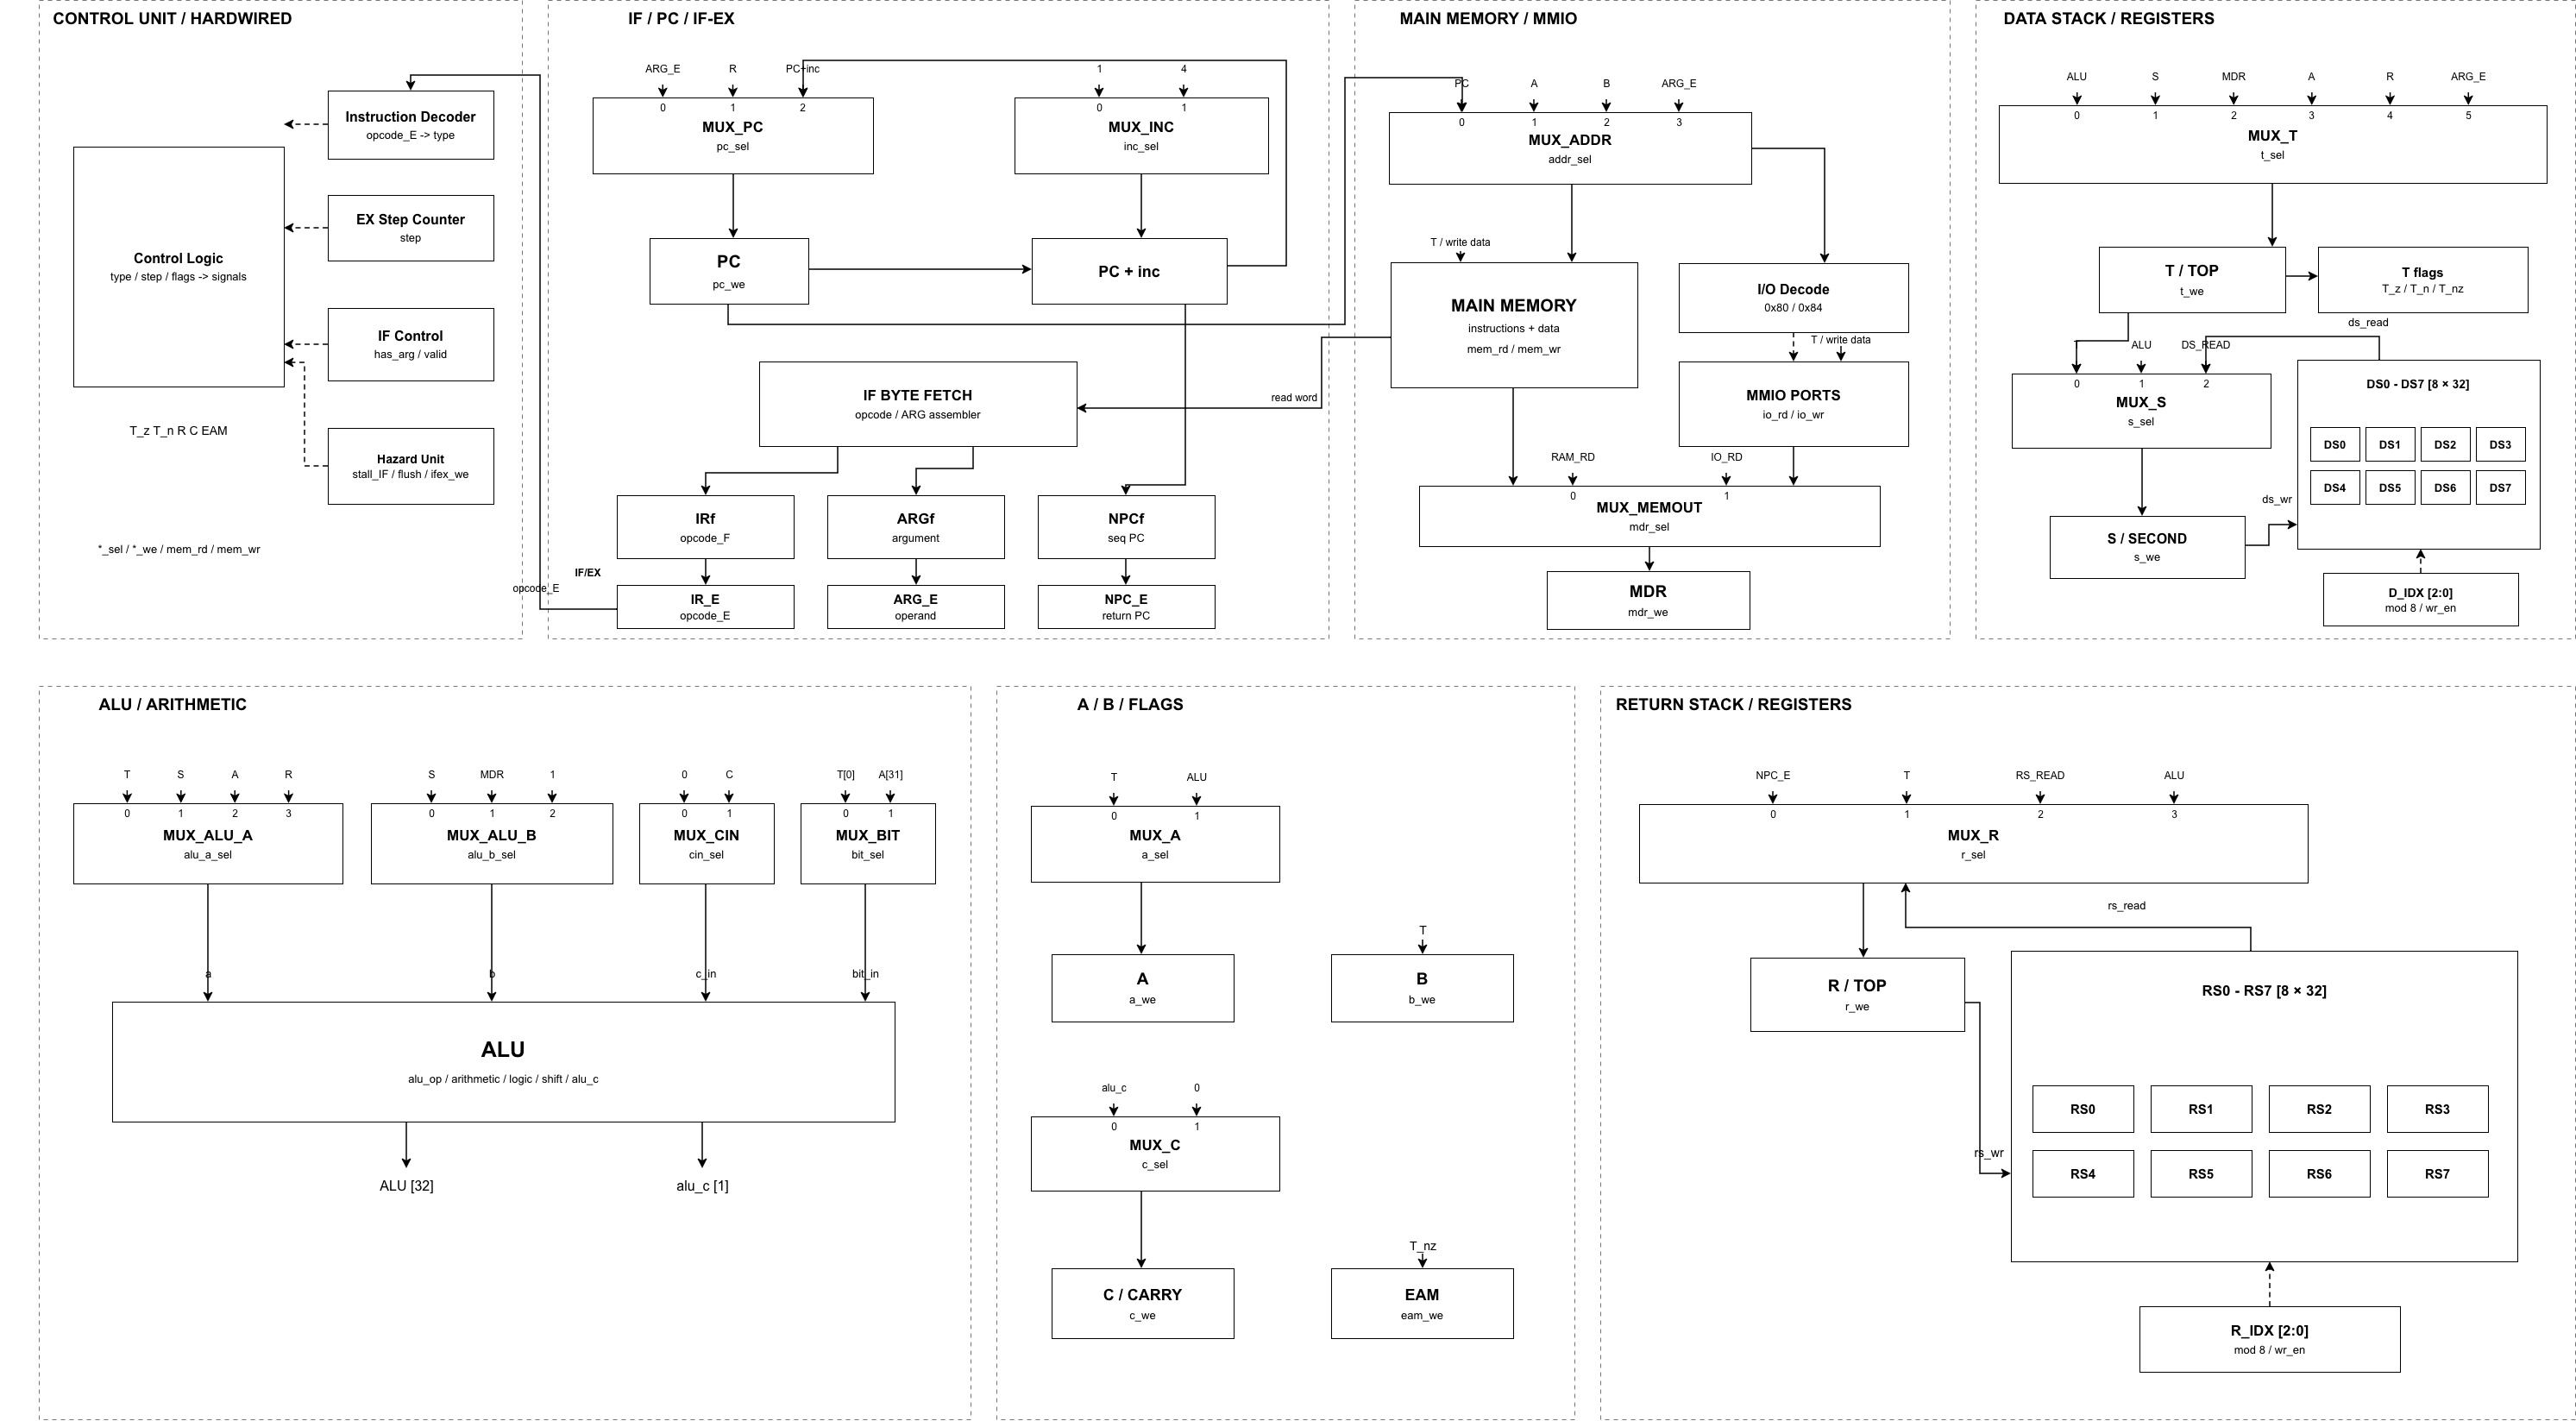 CONTROL UNIT / HARDWIRED
Instruction Decoder
opcode_E -> type
EX Step Counter
step
Control Logic
type / step / flags -> signals
IF Control
has_arg / valid
T_z T_n R C EAM
Hazard Unit
stall_IF / flush / ifex_we
*_sel / *_we / mem_rd / mem_wr
opcode_E
IF / PC / IF-EX
ARG_E R PC+inc
0 1 2
MUX_PC
pc_sel
1 4
0 1
MUX_INC
inc_sel
PC
pc_we
PC + inc
IF BYTE FETCH
opcode / ARG assembler
read word
IRf
opcode_F
ARGf
argument
NPCf
seq PC
IF/EX
IR_E
opcode_E
ARG_E
operand
NPC_E
return PC
MAIN MEMORY / MMIO
PC A B ARG_E
0 1 2 3
MUX_ADDR
addr_sel
T / write data
MAIN MEMORY
instructions + data
mem_rd / mem_wr
I/O Decode
0x80 / 0x84
T / write data
MMIO PORTS
io_rd / io_wr
RAM_RD IO_RD
0 1
MUX_MEMOUT
mdr_sel
MDR
mdr_we
DATA STACK / REGISTERS
ALU S MDR A R ARG_E
0 1 2 3 4 5
MUX_T
t_sel
T / TOP
t_we
T flags
T_z / T_n / T_nz
ds_read
T ALU DS_READ
0 1 2
MUX_S
s_sel
DS0 - DS7 [8 × 32]
DS0 DS1 DS2 DS3
DS4 DS5 DS6 DS7
ds_wr
S / SECOND
s_we
D_IDX [2:0]
mod 8 / wr_en
ALU / ARITHMETIC
T S A R
0 1 2 3
MUX_ALU_A
alu_a_sel
S MDR 1
0 1 2
MUX_ALU_B
alu_b_sel
0 C
0 1
MUX_CIN
cin_sel
T[0] A[31]
0 1
MUX_BIT
bit_sel
a b c_in bit_in
ALU
alu_op / arithmetic / logic / shift / alu_c
ALU [32] alu_c [1]
A / B / FLAGS
T ALU
0 1
MUX_A
a_sel
T
A
a_we
B
b_we
alu_c 0
0 1
MUX_C
c_sel
T_nz
C / CARRY
c_we
EAM
eam_we
RETURN STACK / REGISTERS
NPC_E T RS_READ ALU
0 1 2 3
MUX_R
r_sel
rs_read
R / TOP
r_we
RS0 - RS7 [8 × 32]
RS0 RS1 RS2 RS3
rs_wr
RS4 RS5 RS6 RS7
R_IDX [2:0]
mod 8 / wr_en